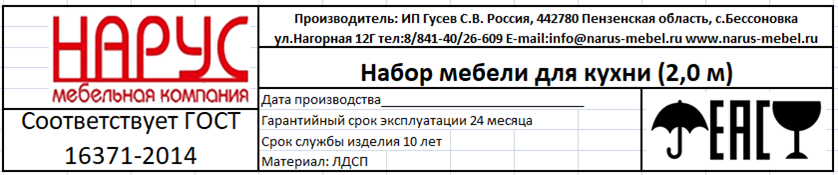 НАРУС
мебельная компания
Соответствует ГОСТ
16371-2014
Производитель: ИП Гусев С.В. Россия, 442780 Пензенская область, с.Бессоновка
ул.Нагорная 12Г тел:8/841-40/26-609 E-mail:info@narus-mebel.ru www.narus-mebel.ru
Набор мебели для кухни (2,0 м)
Дата производства____________________________
Гарантийный срок эксплуатации 24 месяца
Срок службы изделия 10 лет
Материал: ЛДСП
EAC